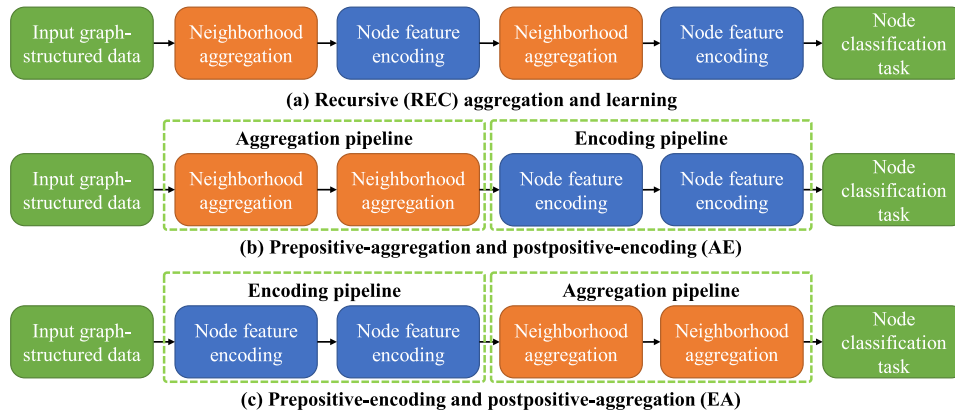 Input graph-
structured data
Neighborhood
aggregation
Node feature
encoding
Neighborhood
aggregation
Node feature
encoding
Node
classification
task
(a) Recursive (REC) aggregation and learning
Aggregation pipeline
Encoding pipeline
Input graph-
structured data
Neighborhood
aggregation
Neighborhood
aggregation
Node feature
encoding
Node feature
encoding
Node
classification
task
(b) Prepositive-aggregation and postpositive-encoding (AE)
Encoding pipeline
Aggregation pipeline
Input graph-
structured data
Node feature
encoding
Node feature
encoding
Neighborhood
aggregation
Neighborhood
aggregation
Node
classification
task
(c) Prepositive-encoding and postpositive-aggregation (EA)